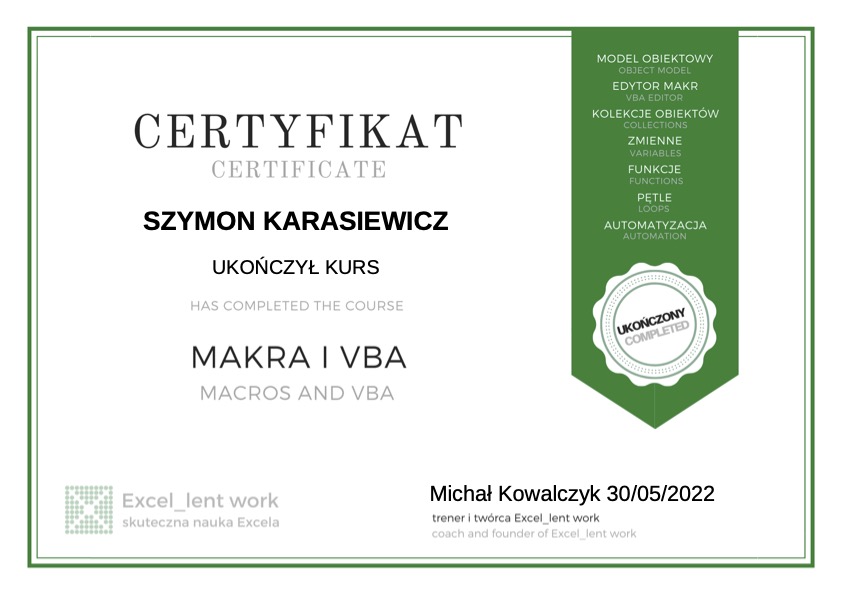 MODEL OBIEKTOWY
OBJECT MODEL
EDYTOR MAKR
VBA EDITOR
KOLEKCJE OBIEKTÓW
COLLECTIONS
ZMIENNE
VARIABLES
FUNKCJE
FUNCTIONS
PĘTLE
LOOPS
AUTOMATYZACJA
AUTOMATION
CERTYFIKAT
CERTIFICATE
SZYMON KARASIEWICZ
UKOŃCZYŁ KURS
HAS COMPLETED THE COURSE
MAKRA I VBA
MACROS AND VBA
UKOŃCZONY
COMPLETED
Excel_lent work
skuteczna nauka Excela
Michał Kowalczyk 30/05/2022
trener i twórca Excel_lent work
coach and founder of Excel_lent work